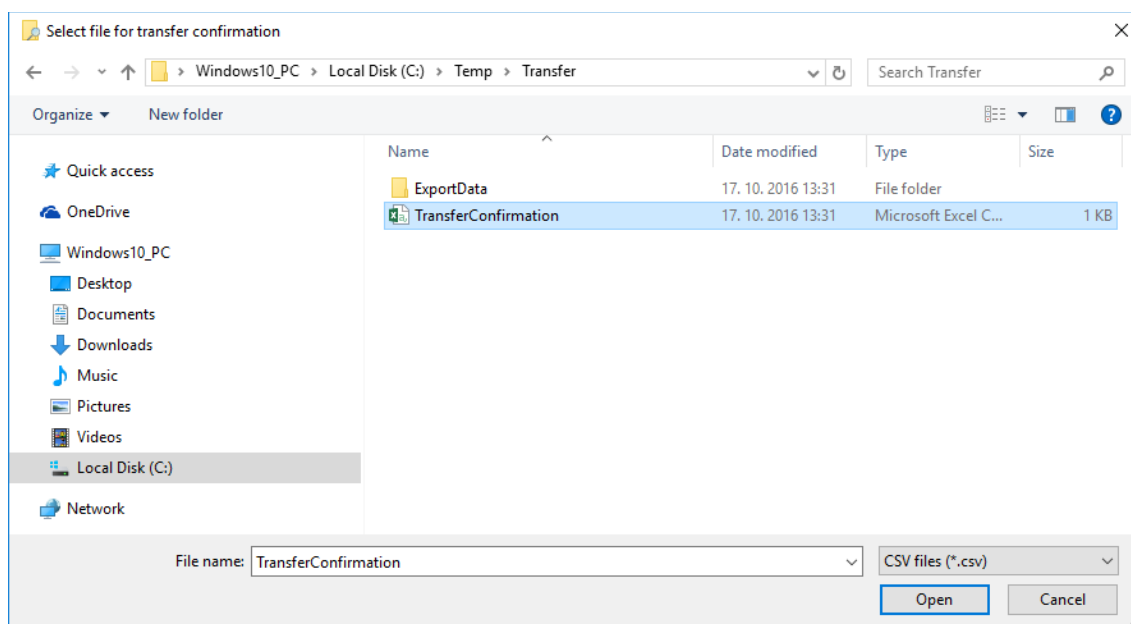 Select file for transfer confirmation
Windows10_PC > Local Disk (C:) > Temp > Transfer
Search Transfer
Organize
New folder
Name
Date modified
Type
Size
Quick access
OneDrive
Windows10_PC
Desktop
Documents
Downloads
Music
Pictures
Videos
Local Disk (C:)
Network
ExportData 17. 10. 2016 13:31 File folder
TransferConfirmation 17. 10. 2016 13:31 Microsoft Excel C... 1 KB
File name: TransferConfirmation CSV files (*.csv)
Open Cancel